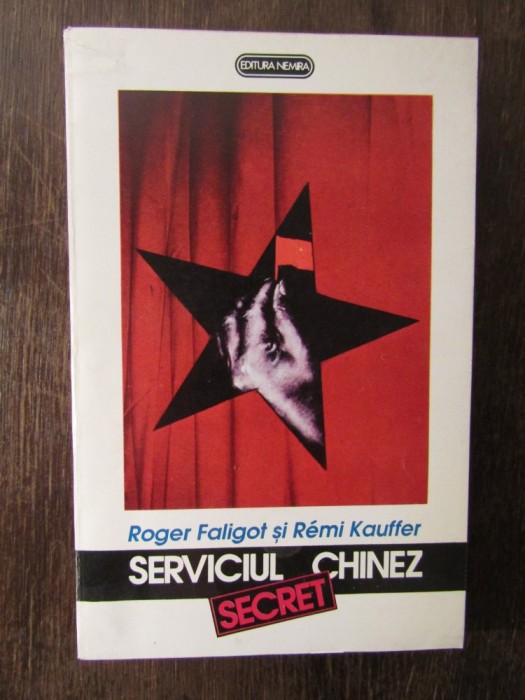 EDITURA NEMIRA
Roger Faligot și Rémi Kauffer
SERVICIUL CHINEZ
SECRET